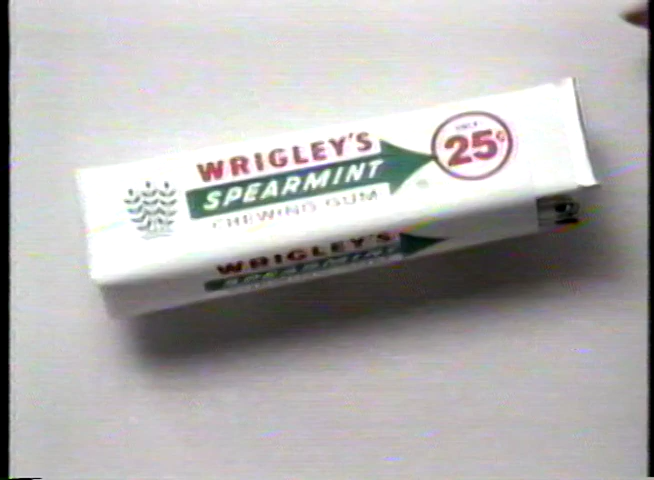 WRIGLEY'S
SPEARMINT
CHEWING GUM
ONLY
25¢
WRIGLEY'S
SPEARMINT